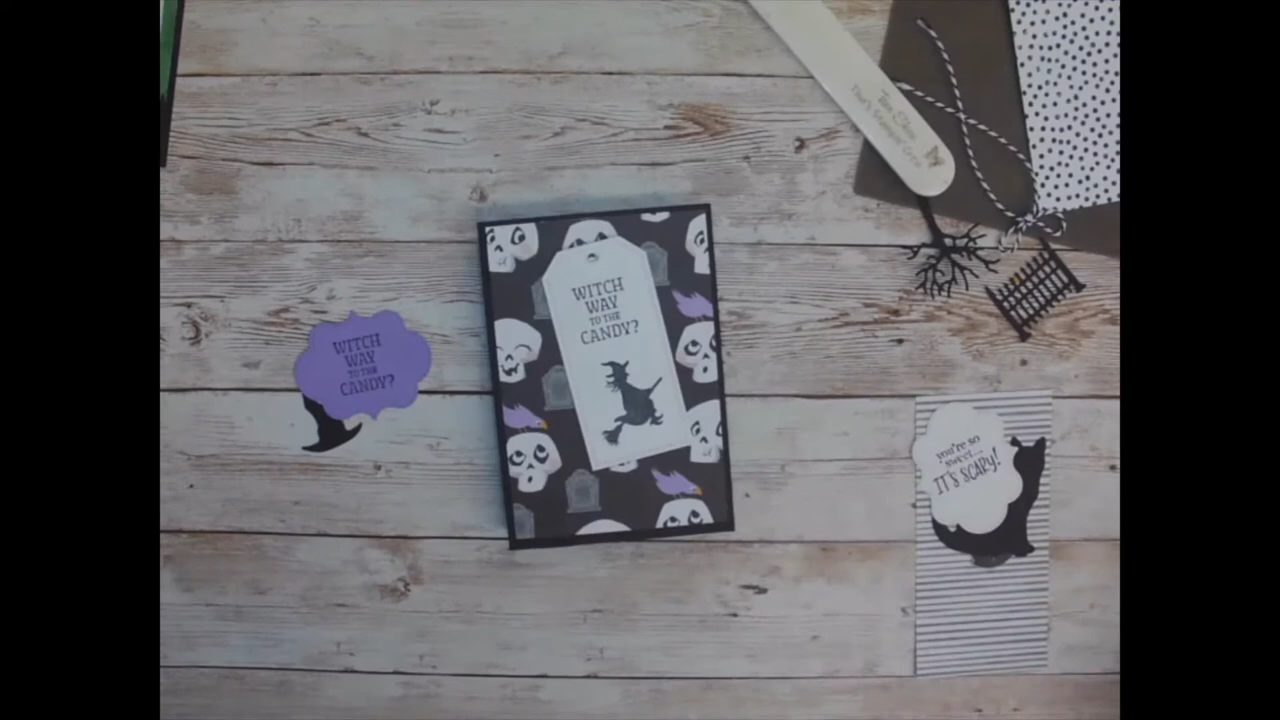 WITCH
WAY
TO THE
CANDY?
WITCH
WAY
TO THE
CANDY?
you're so
sweet...
IT'S SCARY!